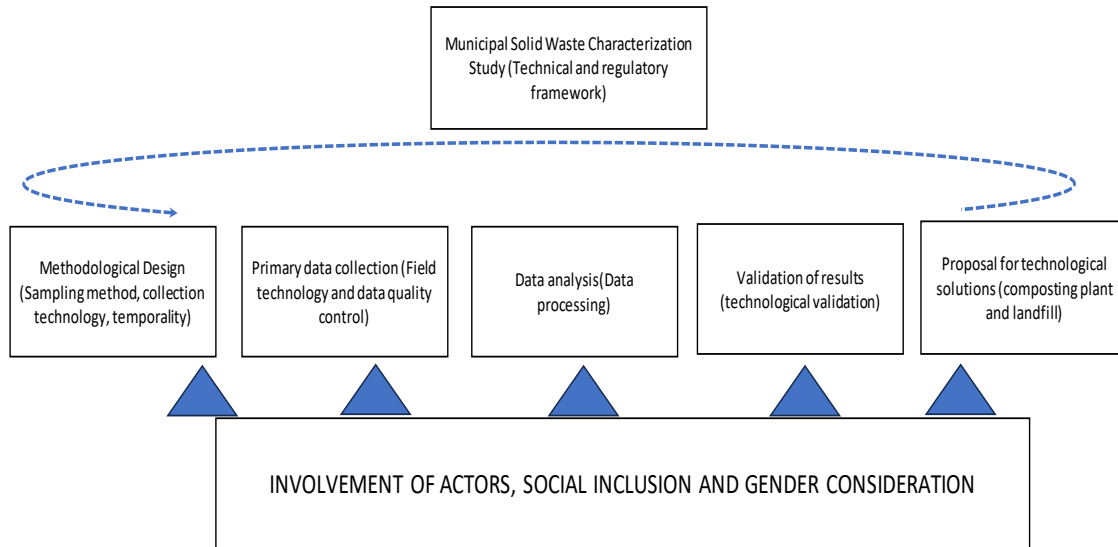 Municipal Solid Waste Characterization
Study (Technical and regulatory
framework)
Methodological Design
(Sampling method, collection
technology, temporality)
Primary data collection (Field
technology and data quality
control)
Data analysis(Data
processing)
Validation of results
(technological validation)
Proposal for technological
solutions (composting plant
and landfill)
INVOLVEMENT OF ACTORS, SOCIAL INCLUSION AND GENDER CONSIDERATION